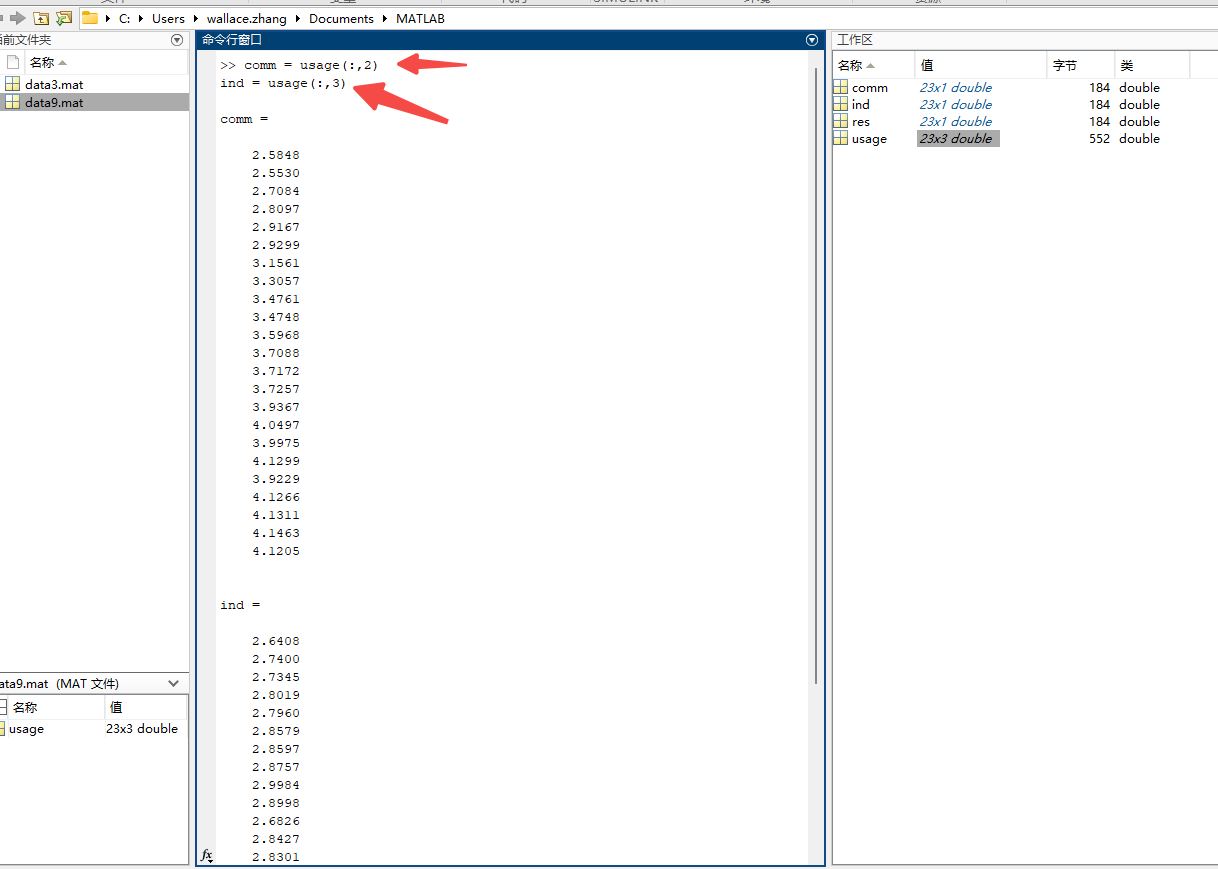 C: Users wallace.zhang Documents MATLAB
前文件夹
名称
data3.mat
data9.mat
ata9.mat (MAT 文件)
名称 值
usage 23x3 double
命令行窗口
>> comm = usage(:,2)
ind = usage(:,3)
comm =
2.5848
2.5530
2.7084
2.8097
2.9167
2.9299
3.1561
3.3057
3.4761
3.4748
3.5968
3.7088
3.7172
3.7257
3.9367
4.0497
3.9975
4.1299
3.9229
4.1266
4.1311
4.1463
4.1205
ind =
2.6408
2.7400
2.7345
2.8019
2.7960
2.8579
2.8597
2.8757
2.9984
2.8998
2.6826
2.8427
2.8301
fx
工作区
名称 值 字节 类
comm 23x1 double 184 double
ind 23x1 double 184 double
res 23x1 double 184 double
usage 23x3 double 552 double